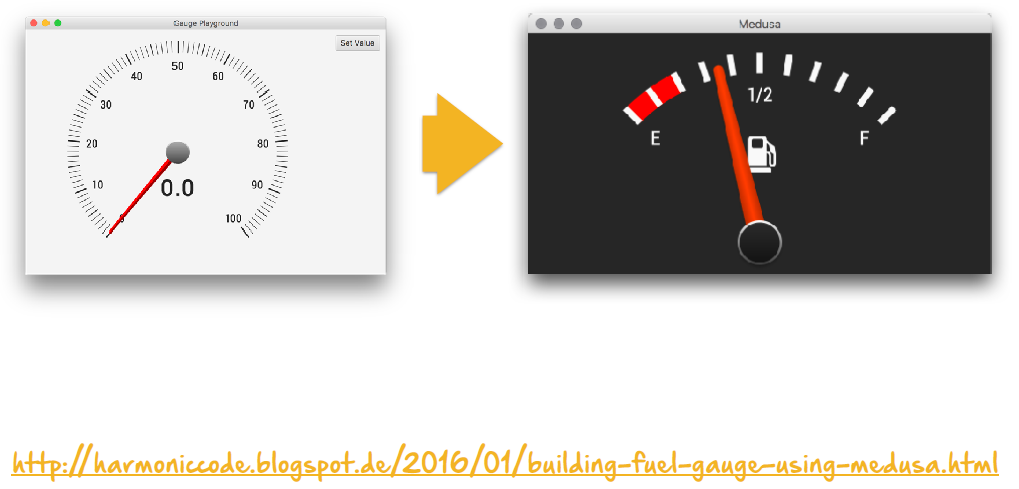 Gauge Playground
Set Value
50
40
60
30
70
20
80
10
90
0.0
0
100
Medusa
1/2
E
F
http://harmoniccode.blogspot.de/2016/01/building-fuel-gauge-using-medusa.html